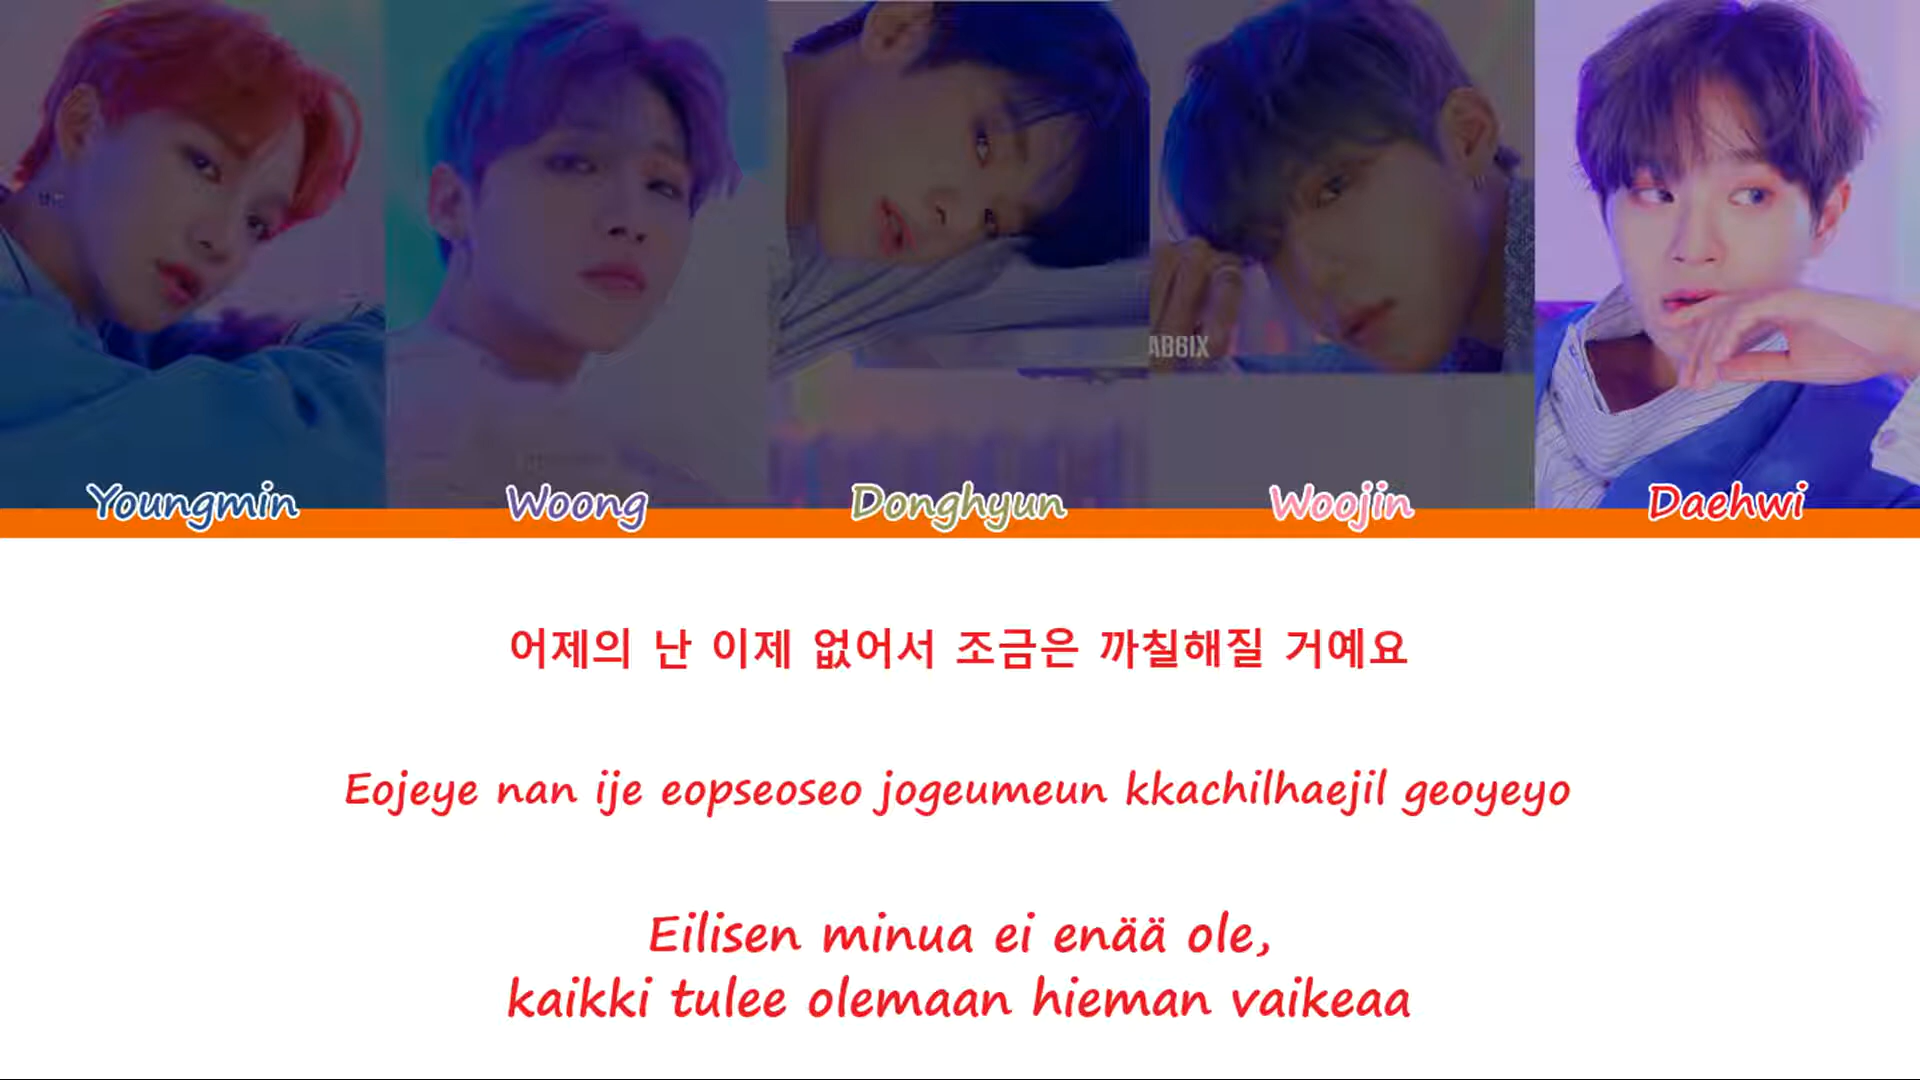 AB6IX
Youngmin
Woong
Donghyun
Woojin
Daehwi
어제의 난 이제 없어서 조금은 까칠해질 거예요
Eojeye nan ije eopseoseo jogeumeun kkachilhaejil geoyeyo
Eilisen minua ei enää ole,
kaikki tulee olemaan hieman vaikeaa